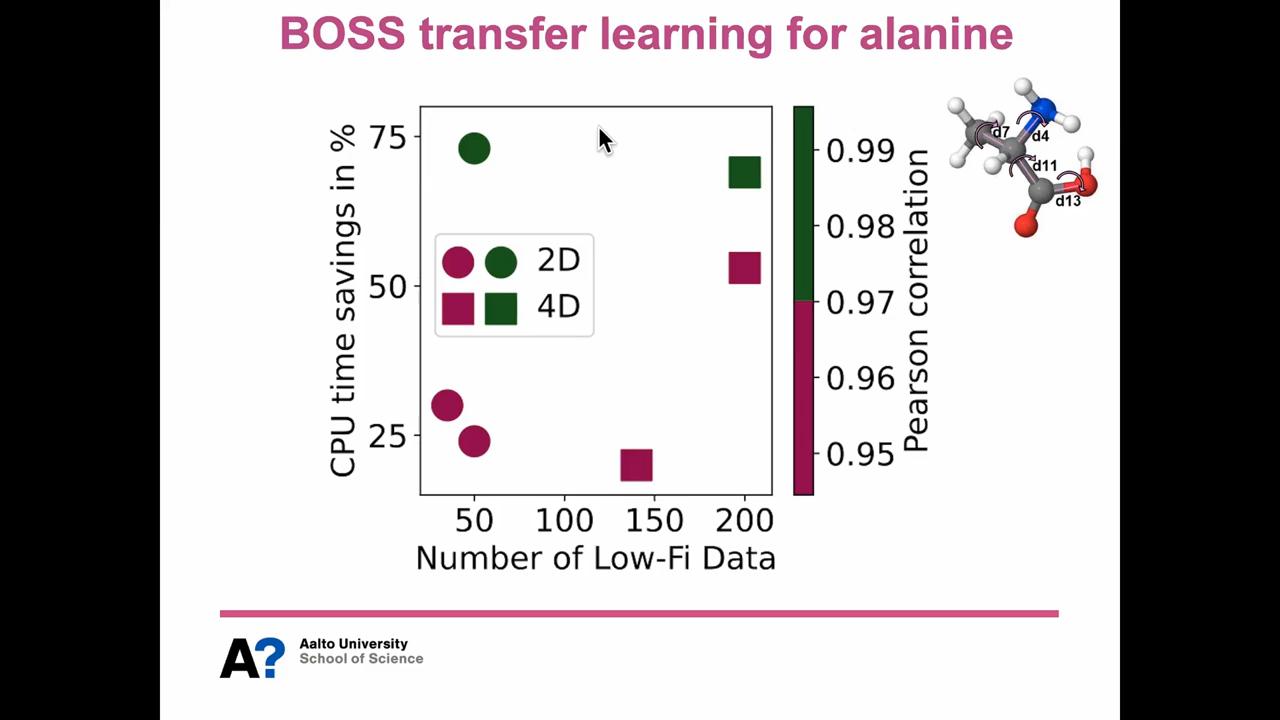 BOSS transfer learning for alanine
CPU time savings in %
75
50
25
2D
4D
50 100 150 200
Number of Low-Fi Data
0.99
0.98
0.97
0.96
0.95
Pearson correlation
d7
d4
d11
d13
A?
Aalto University
School of Science